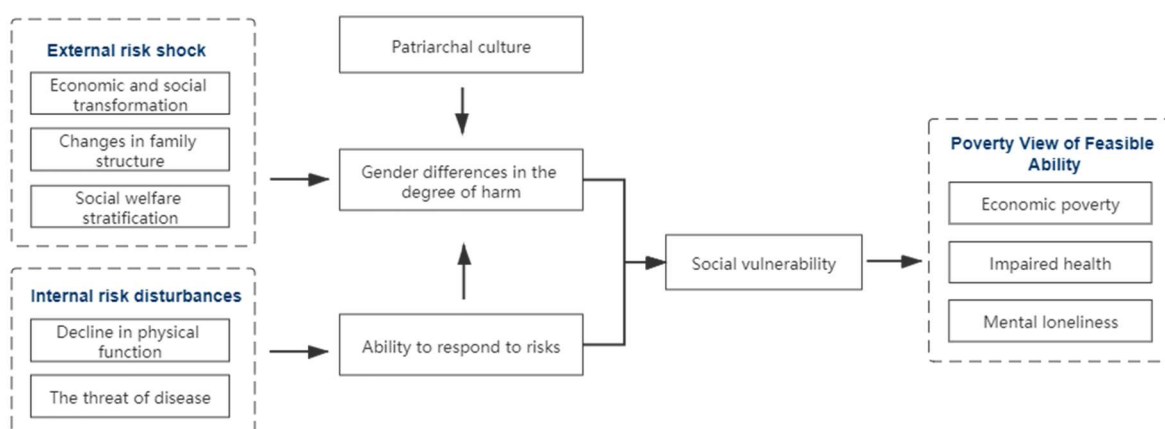 External risk shock
Economic and social
transformation
Changes in family
structure
Social welfare
stratification
Internal risk disturbances
Decline in physical
function
The threat of disease
Patriarchal culture
Gender differences in the
degree of harm
Ability to respond to risks
Social vulnerability
Poverty View of Feasible
Ability
Economic poverty
Impaired health
Mental loneliness